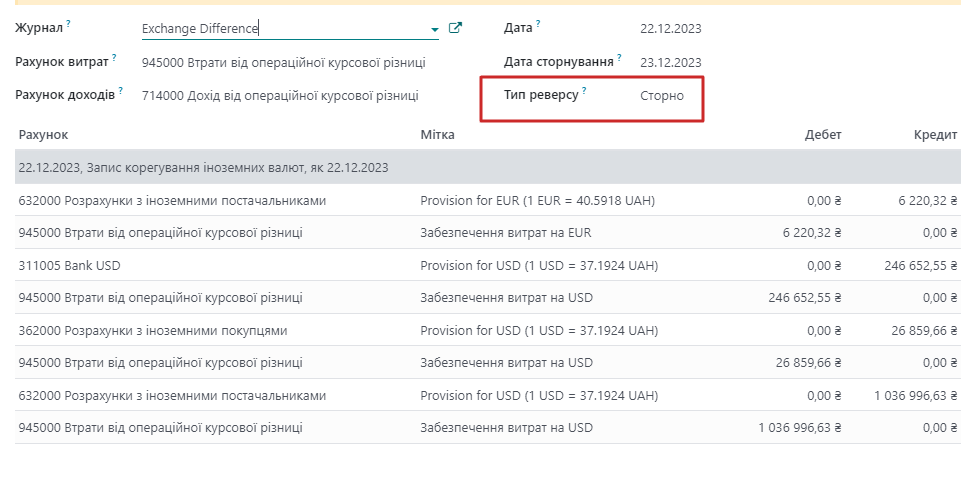 Журнал ? Exchange Difference Дата ? 22.12.2023
Рахунок витрат ? 945000 Втрати від операційної курсової різниці Дата сторнування ? 23.12.2023
Рахунок доходів ? 714000 Дохід від операційної курсової різниці Тип реверсу ? Сторно
Рахунок Мітка Дебет Кредит
22.12.2023, Запис корегування іноземних валют, як 22.12.2023
632000 Розрахунки з іноземними постачальниками Provision for EUR (1 EUR = 40.5918 UAH) 0,00 ₴ 6 220,32 ₴
945000 Втрати від операційної курсової різниці Забезпечення витрат на EUR 6 220,32 ₴ 0,00 ₴
311005 Bank USD Provision for USD (1 USD = 37.1924 UAH) 0,00 ₴ 246 652,55 ₴
945000 Втрати від операційної курсової різниці Забезпечення витрат на USD 246 652,55 ₴ 0,00 ₴
362000 Розрахунки з іноземними покупцями Provision for USD (1 USD = 37.1924 UAH) 0,00 ₴ 26 859,66 ₴
945000 Втрати від операційної курсової різниці Забезпечення витрат на USD 26 859,66 ₴ 0,00 ₴
632000 Розрахунки з іноземними постачальниками Provision for USD (1 USD = 37.1924 UAH) 0,00 ₴ 1 036 996,63 ₴
945000 Втрати від операційної курсової різниці Забезпечення витрат на USD 1 036 996,63 ₴ 0,00 ₴